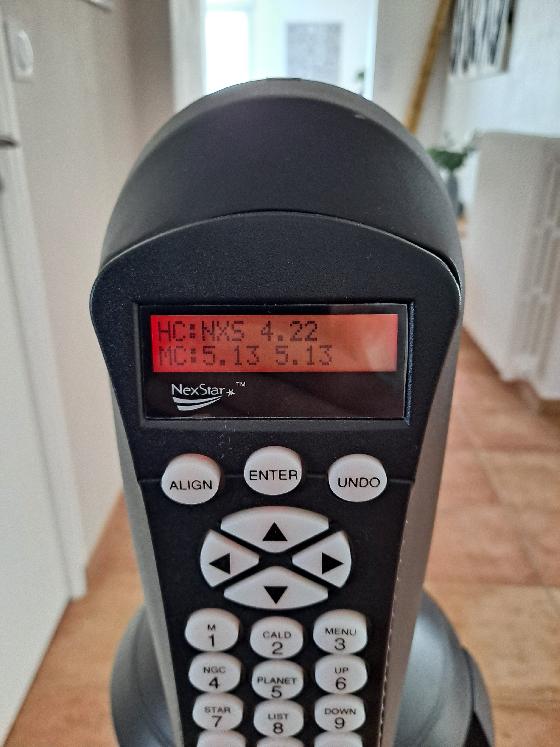 HC:NXS 4.22
MC:5.13 5.13
NexStar™
ALIGN
ENTER
UNDO
M
1
CALD
2
MENU
3
NGC
4
PLANET
5
UP
6
STAR
7
LIST
8
DOWN
9